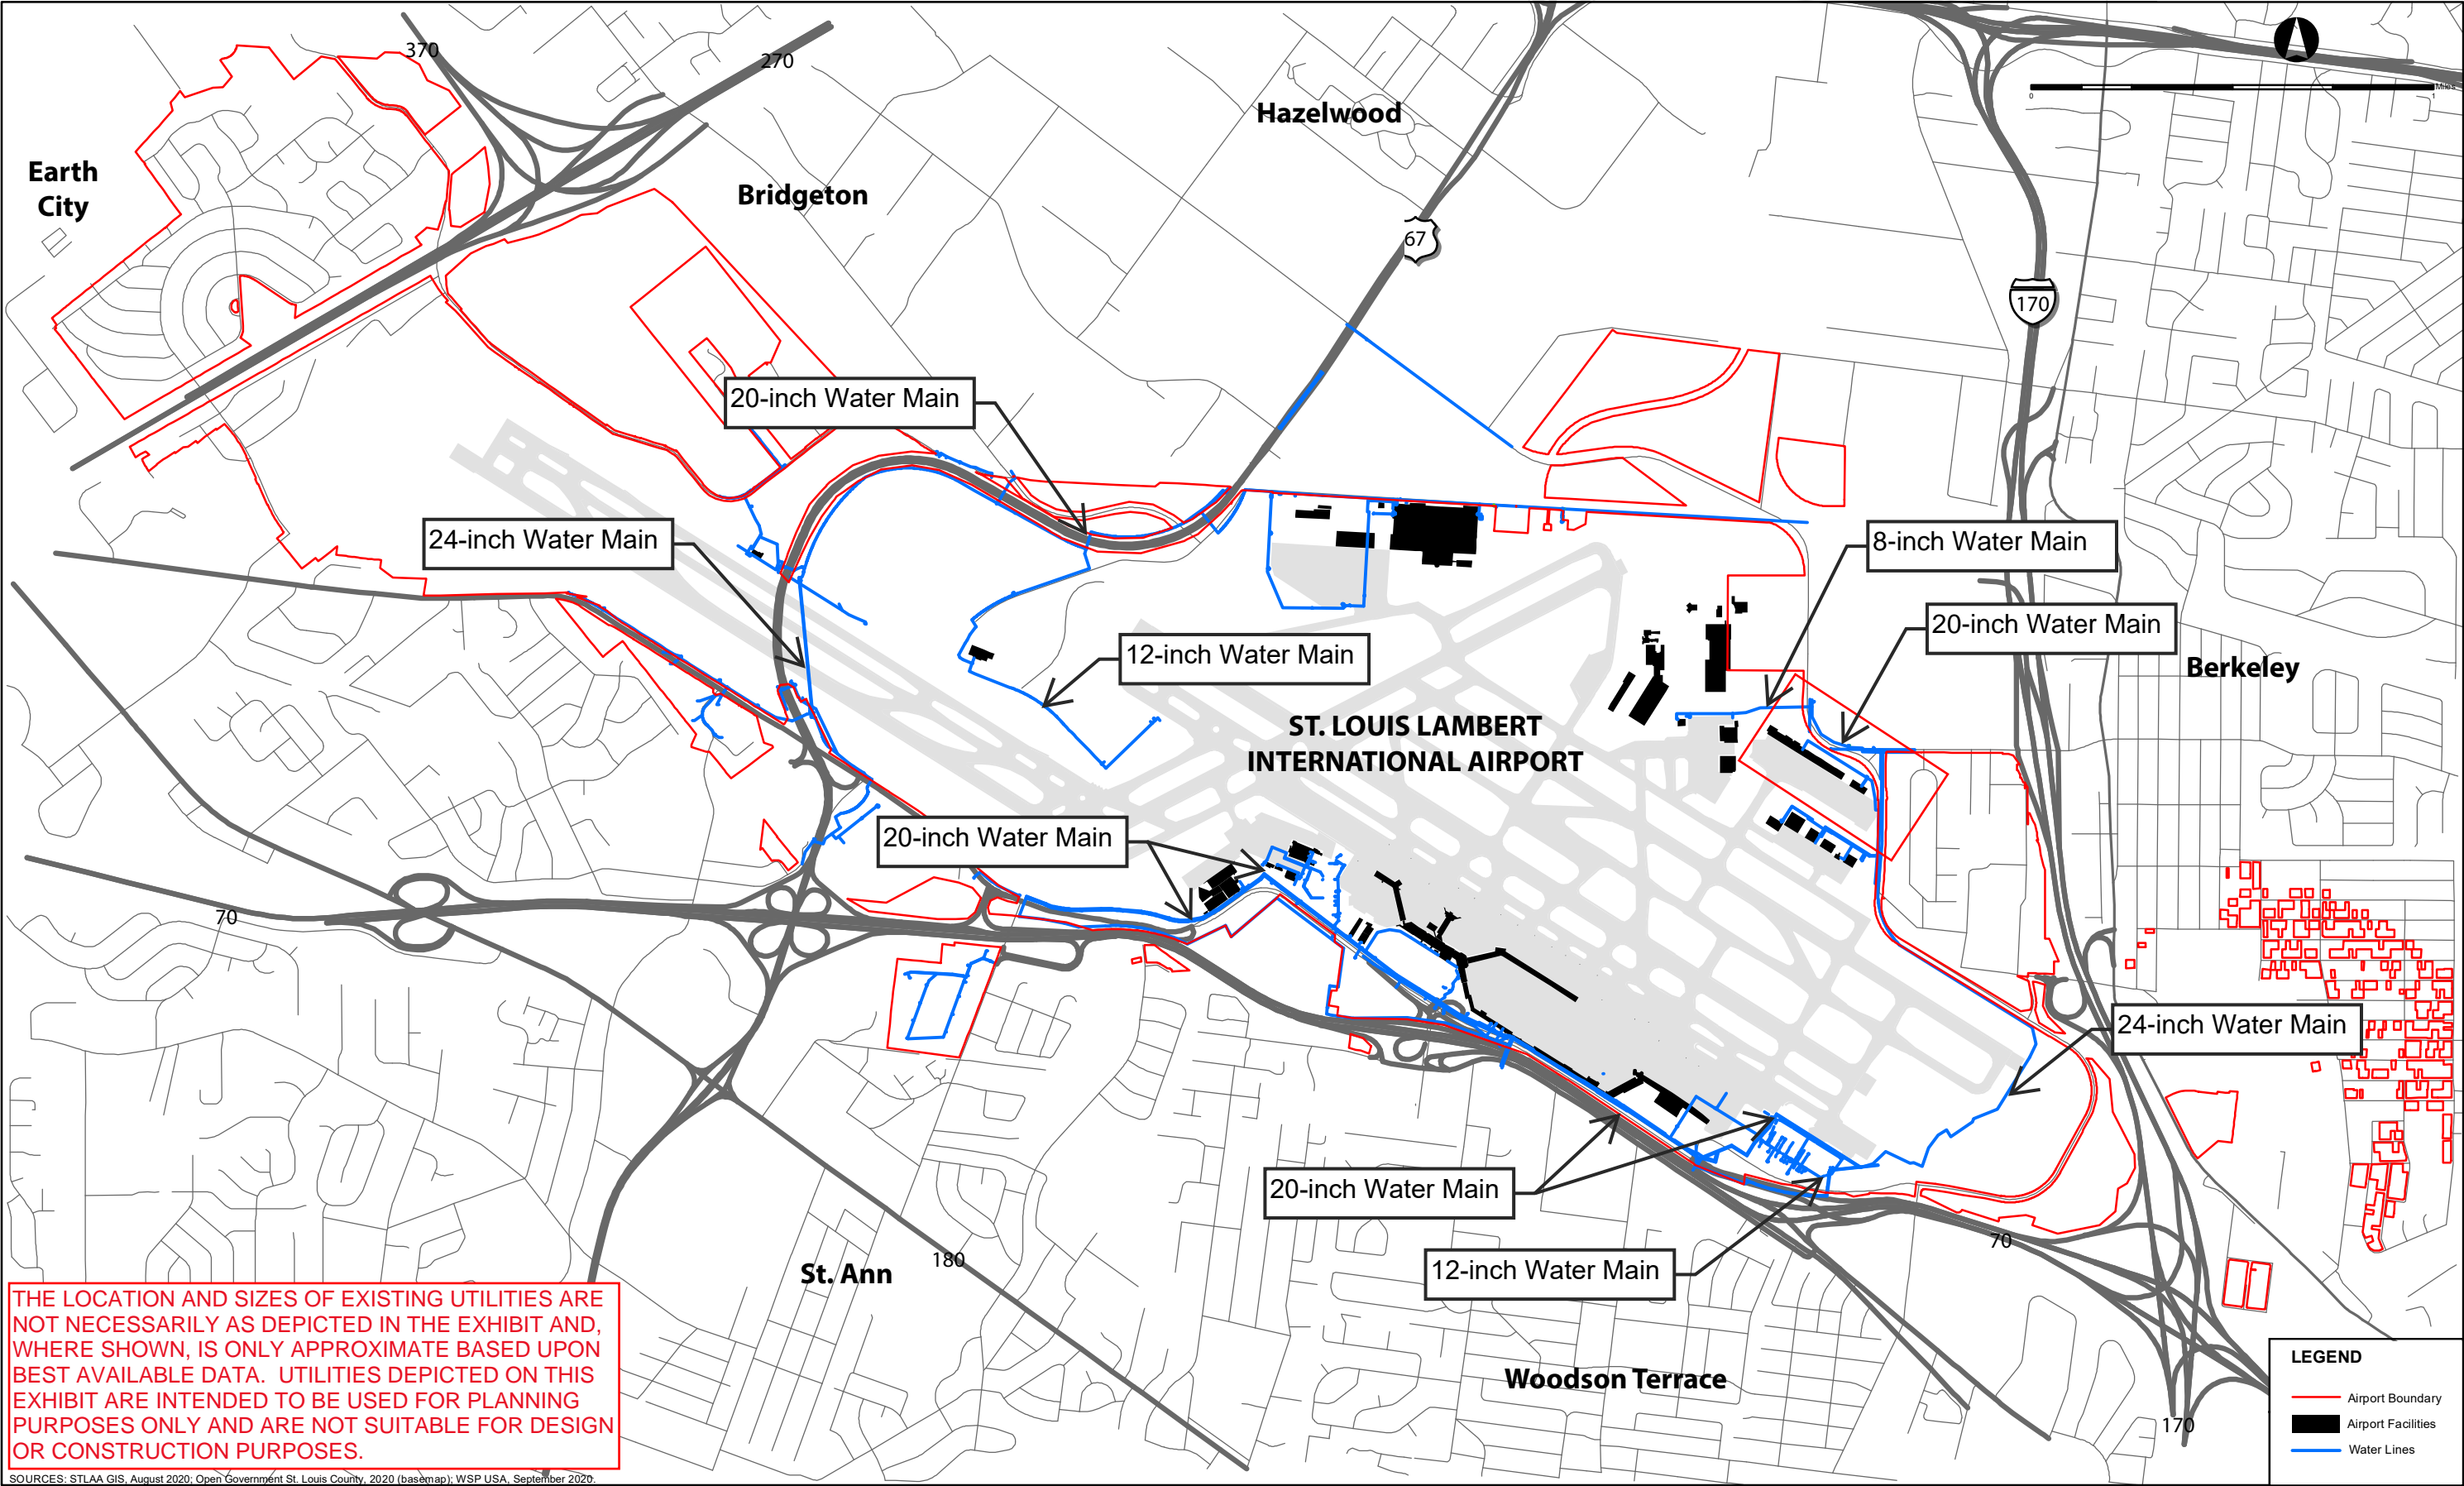 370
270
Hazelwood
0
1
Miles
Earth
City
Bridgeton
67
170
20-inch Water Main
24-inch Water Main
8-inch Water Main
20-inch Water Main
12-inch Water Main
Berkeley
ST. LOUIS LAMBERT
INTERNATIONAL AIRPORT
20-inch Water Main
70
24-inch Water Main
20-inch Water Main
12-inch Water Main
70
180
St. Ann
Woodson Terrace
170
THE LOCATION AND SIZES OF EXISTING UTILITIES ARE
NOT NECESSARILY AS DEPICTED IN THE EXHIBIT AND,
WHERE SHOWN, IS ONLY APPROXIMATE BASED UPON
BEST AVAILABLE DATA. UTILITIES DEPICTED ON THIS
EXHIBIT ARE INTENDED TO BE USED FOR PLANNING
PURPOSES ONLY AND ARE NOT SUITABLE FOR DESIGN
OR CONSTRUCTION PURPOSES.
SOURCES: STLAA GIS, August 2020; Open Government St. Louis County, 2020 (basemap); WSP USA, September 2020.
LEGEND
Airport Boundary
Airport Facilities
Water Lines